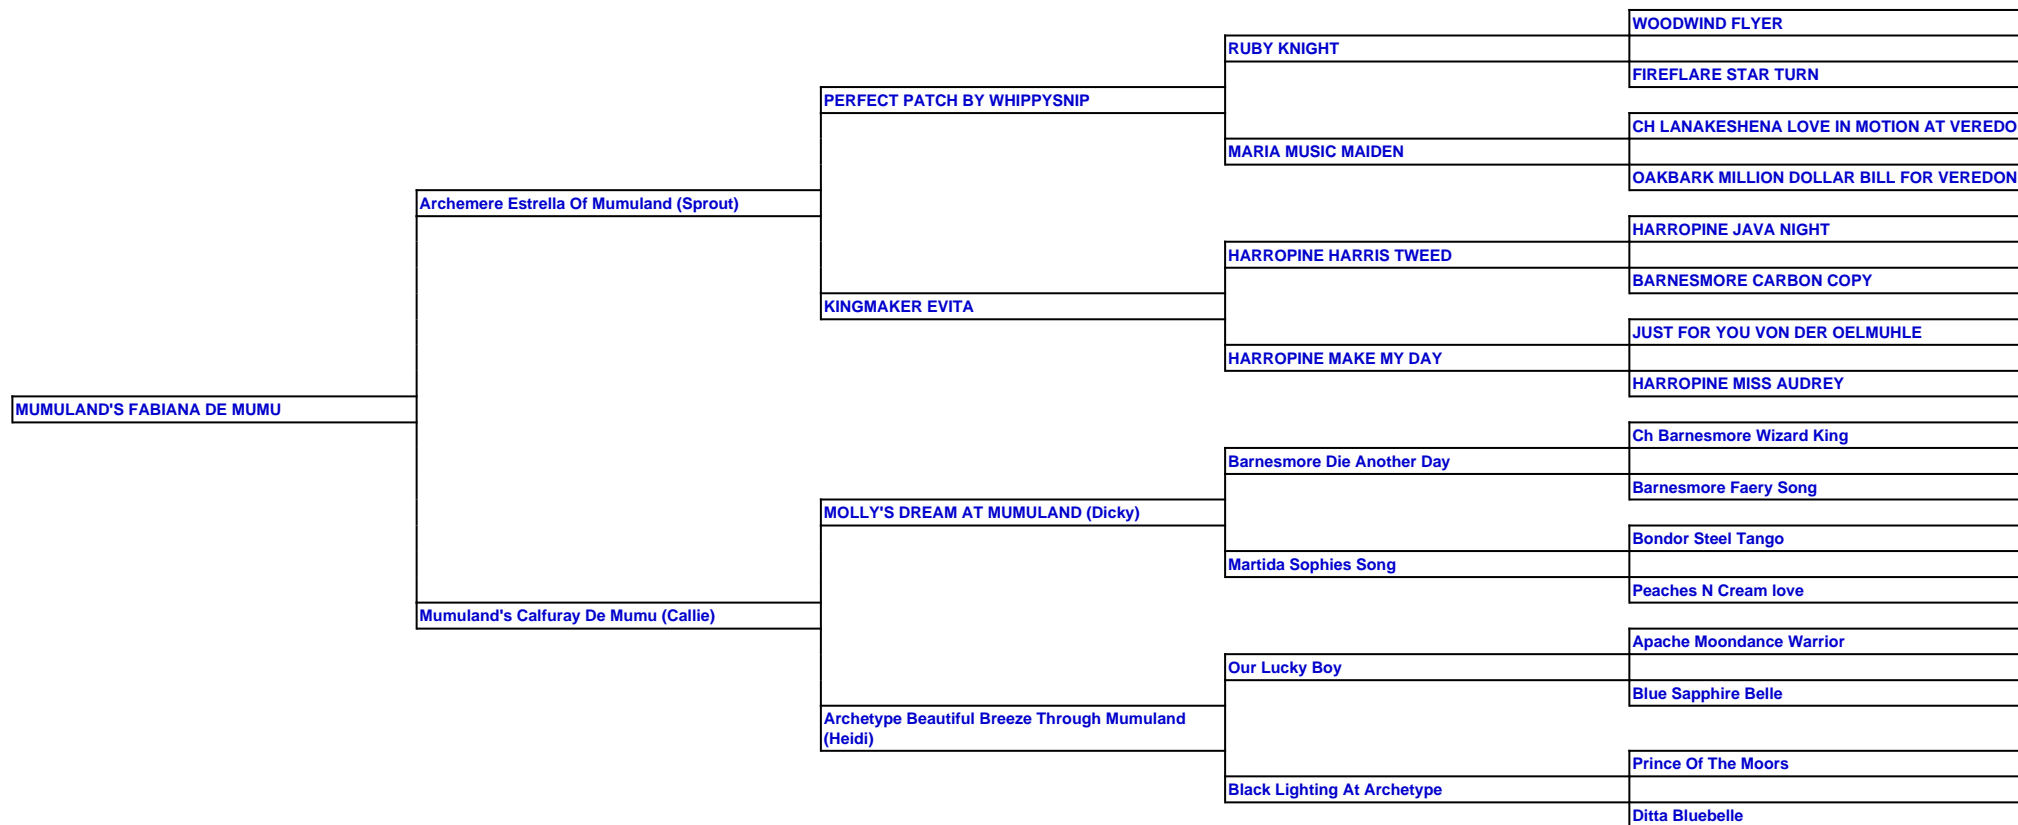 WOODWIND FLYER
RUBY KNIGHT
FIREFLARE STAR TURN
PERFECT PATCH BY WHIPPYSNIP
CH LANAKESHENA LOVE IN MOTION AT VEREDO
MARIA MUSIC MAIDEN
OAKBARK MILLION DOLLAR BILL FOR VEREDON
Archemere Estrella Of Mumuland (Sprout)
HARROPINE JAVA NIGHT
HARROPINE HARRIS TWEED
BARNESMORE CARBON COPY
KINGMAKER EVITA
JUST FOR YOU VON DER OELMUHLE
HARROPINE MAKE MY DAY
HARROPINE MISS AUDREY
MUMULAND'S FABIANA DE MUMU
Ch Barnesmore Wizard King
Barnesmore Die Another Day
Barnesmore Faery Song
MOLLY'S DREAM AT MUMULAND (Dicky)
Bondor Steel Tango
Martida Sophies Song
Peaches N Cream love
Mumuland's Calfuray De Mumu (Callie)
Apache Moondance Warrior
Our Lucky Boy
Blue Sapphire Belle
Archetype Beautiful Breeze Through Mumuland
(Heidi)
Prince Of The Moors
Black Lighting At Archetype
Ditta Bluebelle